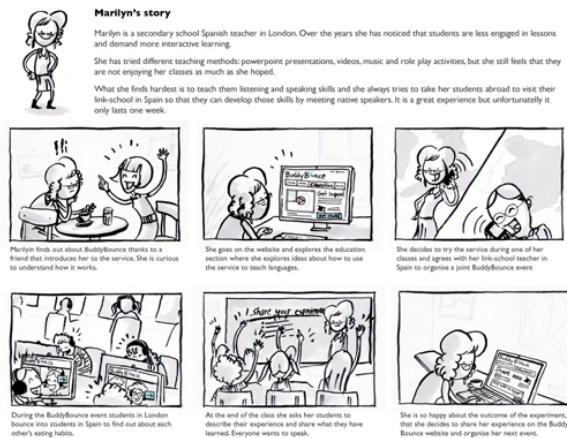 Marilyn's story
Marilyn is a secondary school Spanish teacher in London. Over the years she has noticed that students are less engaged in lessons
and demand more interactive learning.
She has tried different teaching methods: powerpoint presentations, videos, music and role play activities, but she still feels that they
are not enjoying her classes as much as she hoped.
What she finds hardest is to teach them listening and speaking skills and she always tries to take her students abroad to visit their
link-school in Spain so that they can develop those skills by meeting native speakers. It is a great experience but unfortunatelly it
only lasts one week.
!!!
BuddyBounce
Education
Get Inspired
Marilyin finds out about BuddyBounce thanks to a
friend that introduces her to the service. She is curious
to understand how it works.
She goes on the website and explores the education
section where she explores ideas about how to use
the service to teach languages.
She decides to try the service during one of her
classes and agrees with her link-school teacher in
Spain to organise a joint BuddyBounce event
Share your experience
BuddyBounce
During the BuddyBounce event students in London
bounce into students in Spain to find out about each
other's eating habits.
At the end of the class she asks her students to
describe their experience and share what they have
learned. Everyone wants to speak.
She is so happy about the outcome of the experiment,
that she decides to share her experience on the Buddy
Bounce website and organise her next event.